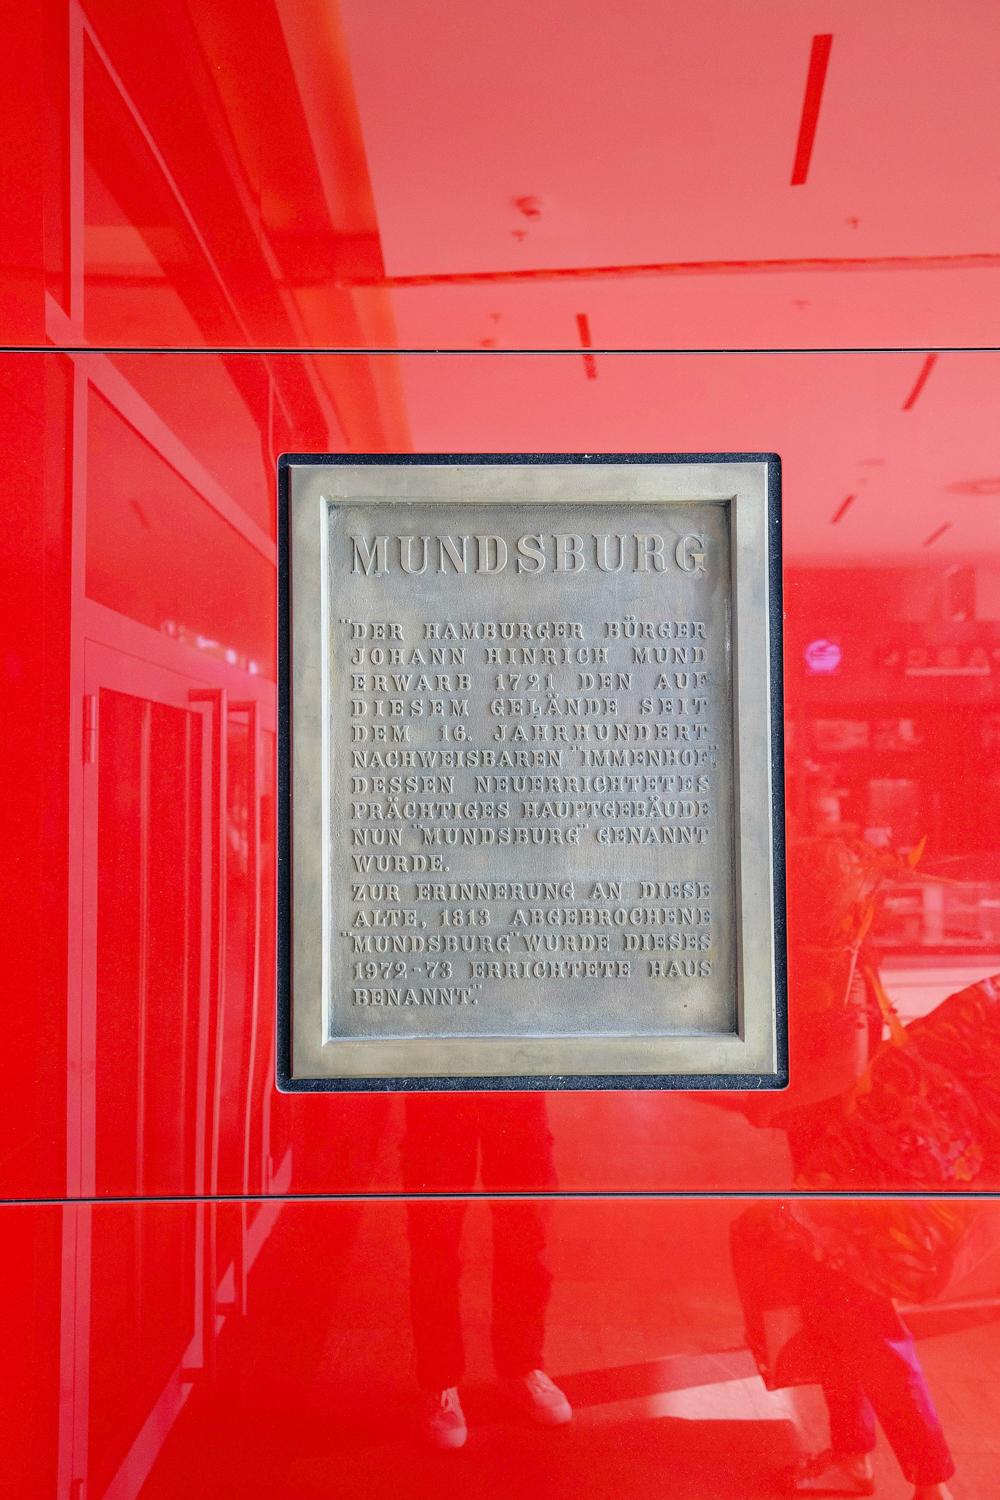 MUNDSBURG
"DER HAMBURGER BÜRGER
JOHANN HINRICH MUND
ERWARB 1721 DEN AUF
DIESEM GELÄNDE SEIT
DEM 16. JAHRHUNDERT
NACHWEISBAREN "IMMENHOF",
DESSEN NEUERRICHTETES
PRÄCHTIGES HAUPTGEBÄUDE
NUN "MUNDSBURG" GENANNT
WURDE.
ZUR ERINNERUNG AN DIESE
ALTE, 1813 ABGEBROCHENE
"MUNDSBURG" WURDE DIESES
1972-73 ERRICHTETE HAUS
BENANNT."